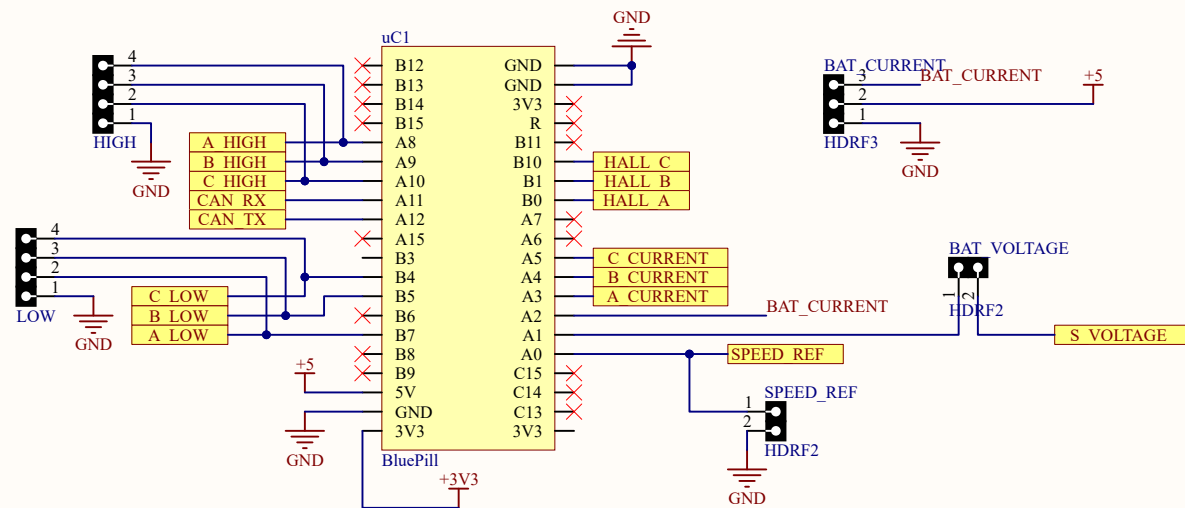 GND
uC1
4
3
2
1
HIGH
GND
A_HIGH
B_HIGH
C_HIGH
CAN_RX
CAN_TX
4
3
2
1
LOW
GND
C_LOW
B_LOW
A_LOW
+5
GND
B12
B13
B14
B15
A8
A9
A10
A11
A12
A15
B3
B4
B5
B6
B7
B8
B9
5V
GND
3V3
GND
GND
3V3
R
B11
B10
B1
B0
A7
A6
A5
A4
A3
A2
A1
A0
C15
C14
C13
3V3
BluePill
+3V3
HALL_C
HALL_B
HALL_A
C_CURRENT
B_CURRENT
A_CURRENT
BAT_CURRENT
SPEED_REF
SPEED_REF
1
2
HDRF2
GND
BAT_CURRENT
BAT_CURRENT
3
2
1
HDRF3
+5
GND
BAT_VOLTAGE
1
2
HDRF2
S_VOLTAGE